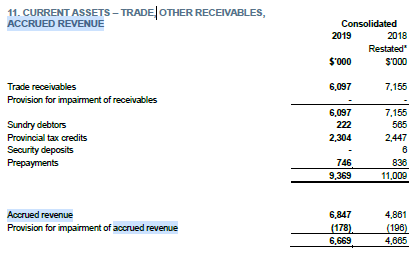 11. CURRENT ASSETS – TRADE, OTHER RECEIVABLES,
ACCRUED REVENUE
Consolidated
2019 2018
Restated*
$'000 $'000
Trade receivables 6,097 7,155
Provision for impairment of receivables - -
6,097 7,155
Sundry debtors 222 565
Provincial tax credits 2,304 2,447
Security deposits - 6
Prepayments 746 836
9,369 11,009
Accrued revenue 6,847 4,861
Provision for impairment of accrued revenue (178) (196)
6,669 4,665